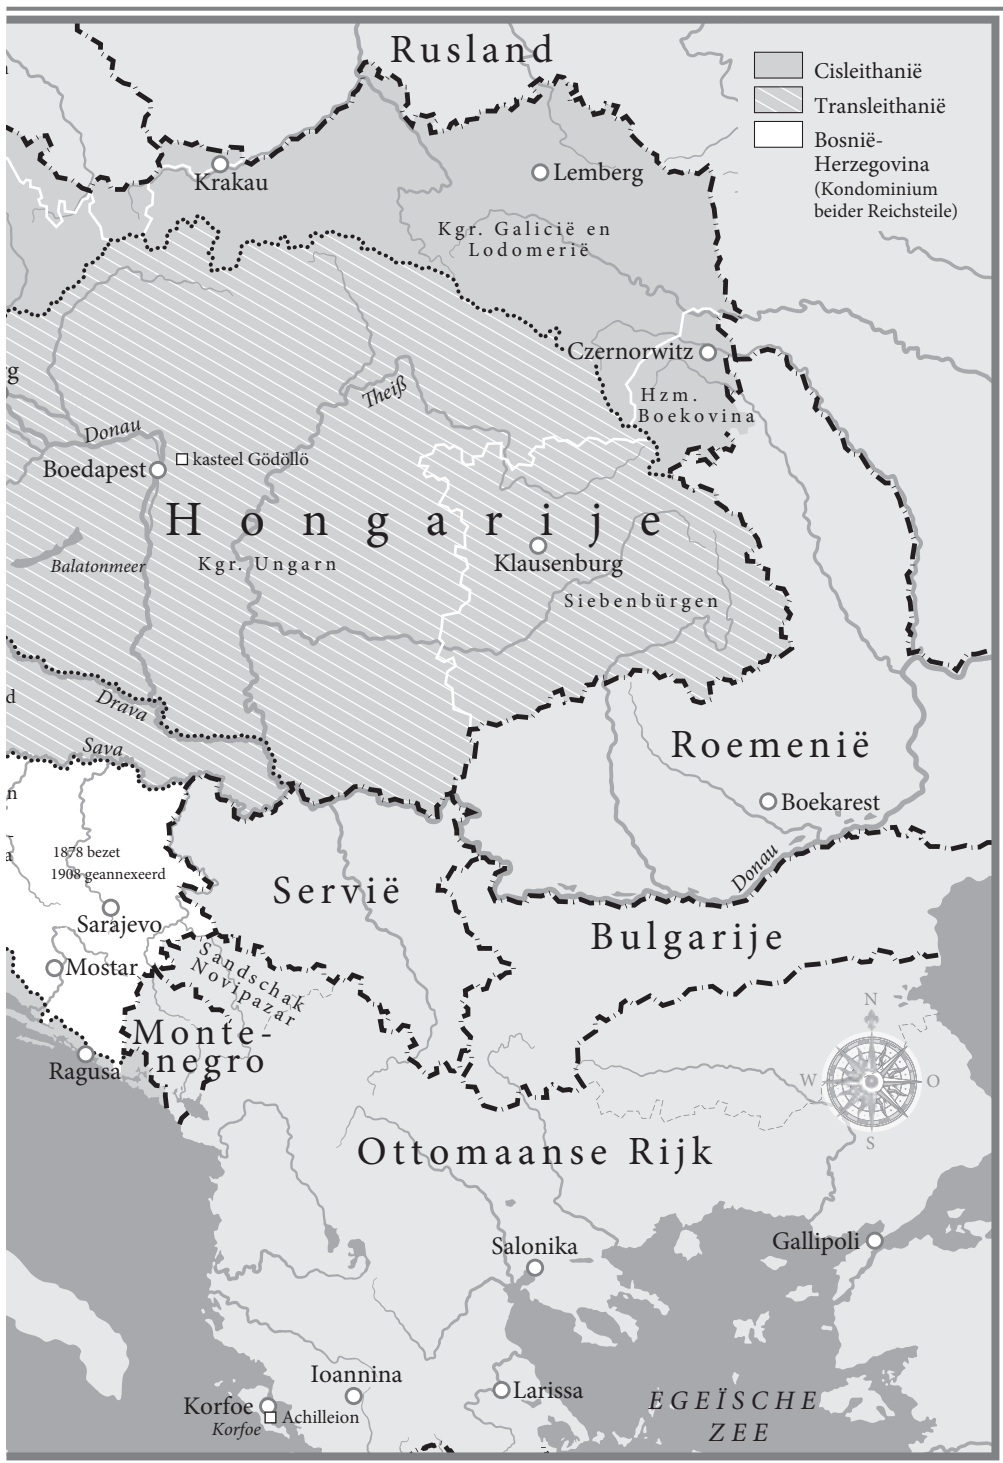 Rusland
Cisleithanië
Transleithanië
Bosnië-
Herzegovina
(Kondominium
beider Reichsteile)
Krakau
Lemberg
Kgr. Galicië en
Lodomerië
Czernorwitz
Hzm.
Boekovina
rg
Theiß
Donau
Boedapest
kasteel Gödöllö
Hongarije
Balatonmeer
Kgr. Ungarn
Klausenburg
Siebenbürgen
d
Drava
Sava
Roemenië
n
Boekarest
-
a
1878 bezet
1908 geannexeerd
Donau
Servië
Sarajevo
Bulgarije
Mostar
Sandschak
Novipazar
N
Monte-
negro
Ragusa
W
O
S
Ottomaanse Rijk
Salonika
Gallipoli
Ioannina
Larissa
Korfoe
Achilleion
Korfoe
EGEÏSCHE
ZEE